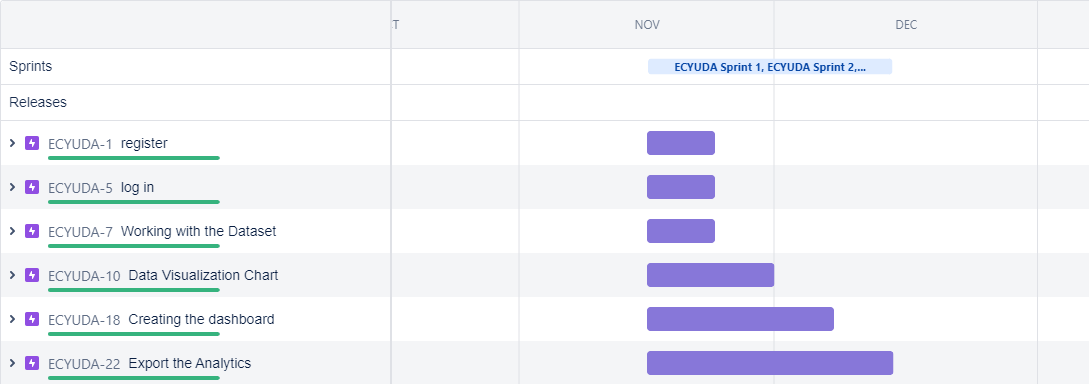 T NOV DEC
Sprints ECYUDA Sprint 1, ECYUDA Sprint 2,...
Releases
ECYUDA-1 register
ECYUDA-5 log in
ECYUDA-7 Working with the Dataset
ECYUDA-10 Data Visualization Chart
ECYUDA-18 Creating the dashboard
ECYUDA-22 Export the Analytics